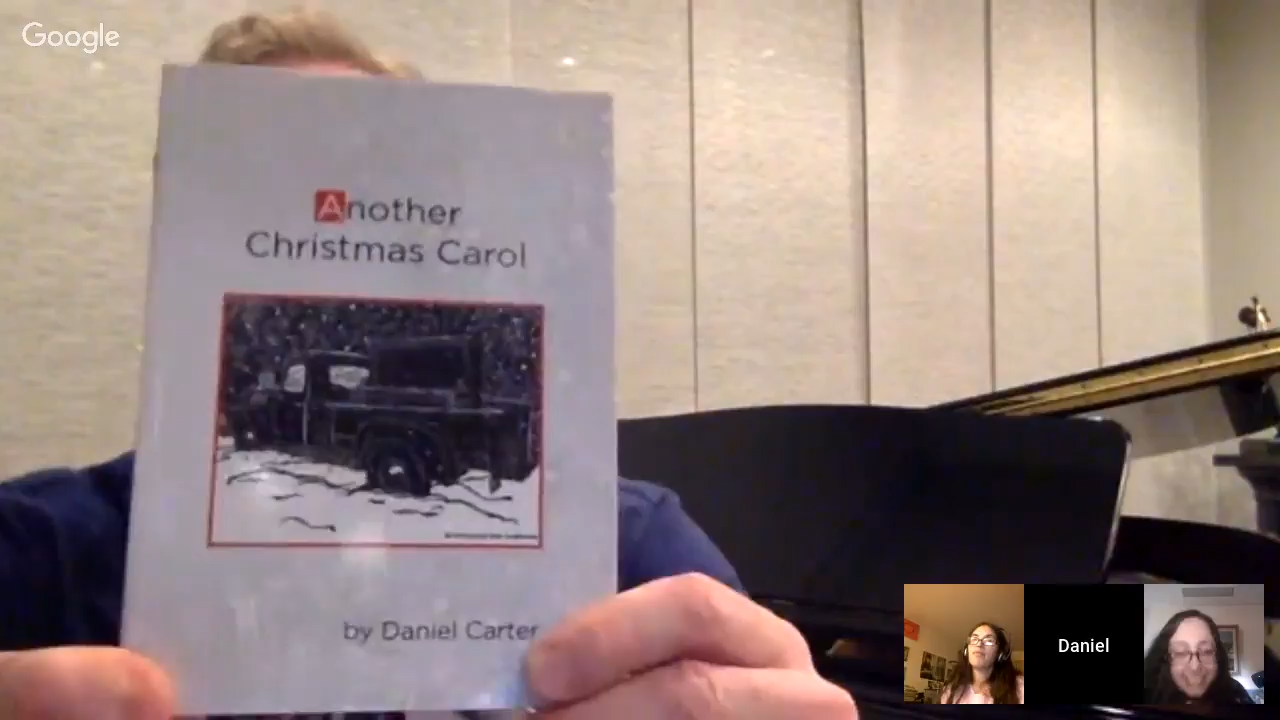 Google
Another
Christmas Carol
by Daniel Carter
Daniel